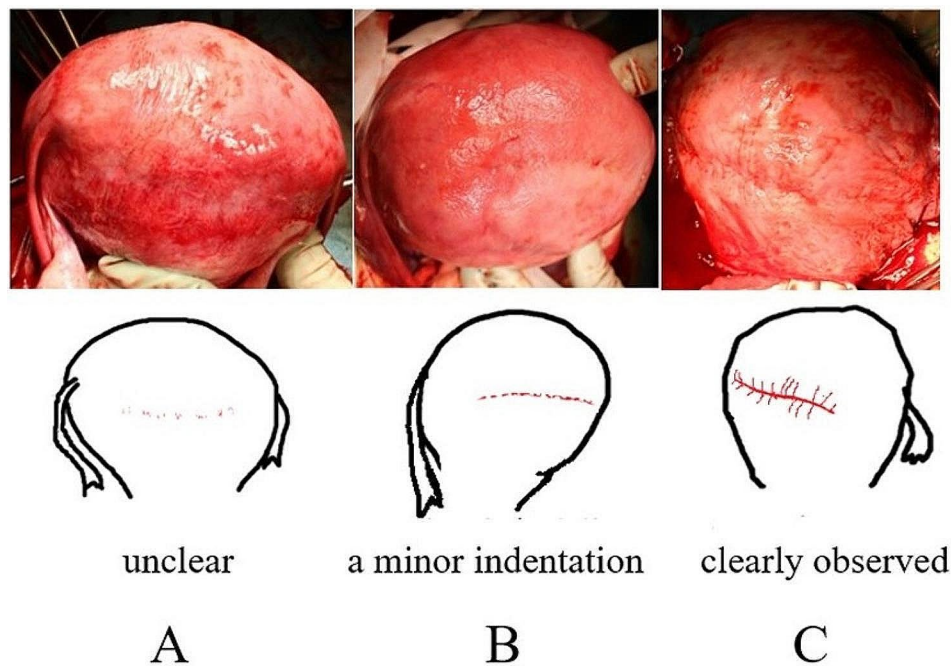 unclear
a minor indentation
clearly observed
A
B
C